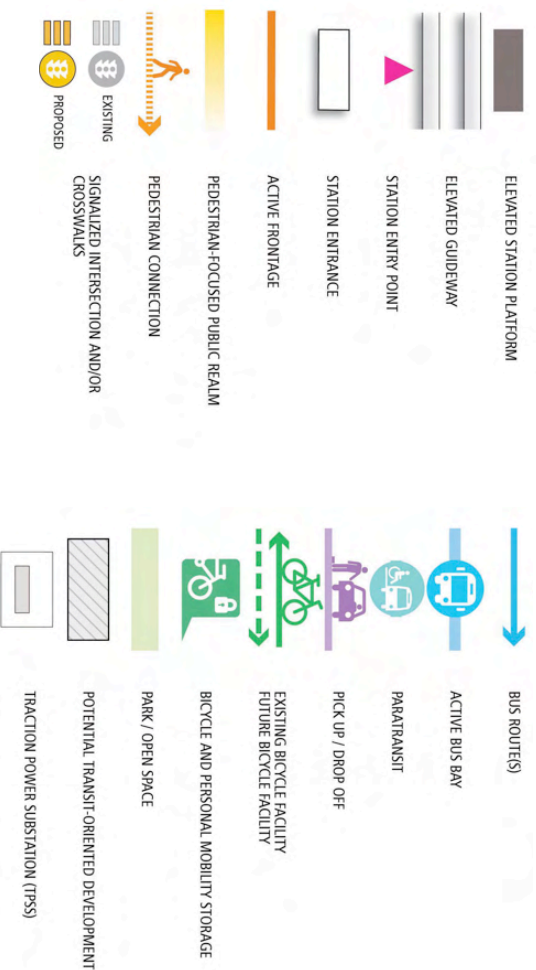 ELEVATED STATION PLATFORM
ELEVATED GUIDEWAY
STATION ENTRY POINT
STATION ENTRANCE
ACTIVE FRONTAGE
PEDESTRIAN-FOCUSED PUBLIC REALM
PEDESTRIAN CONNECTION
EXISTING
PROPOSED
SIGNALIZED INTERSECTION AND/OR
CROSSWALKS
BUS ROUTE(S)
ACTIVE BUS BAY
PARATRANSIT
PICK UP / DROP OFF
EXISTING BICYCLE FACILITY
FUTURE BICYCLE FACILITY
BICYCLE AND PERSONAL MOBILITY STORAGE
PARK / OPEN SPACE
POTENTIAL TRANSIT-ORIENTED DEVELOPMENT
TRACTION POWER SUBSTATION (TPSS)